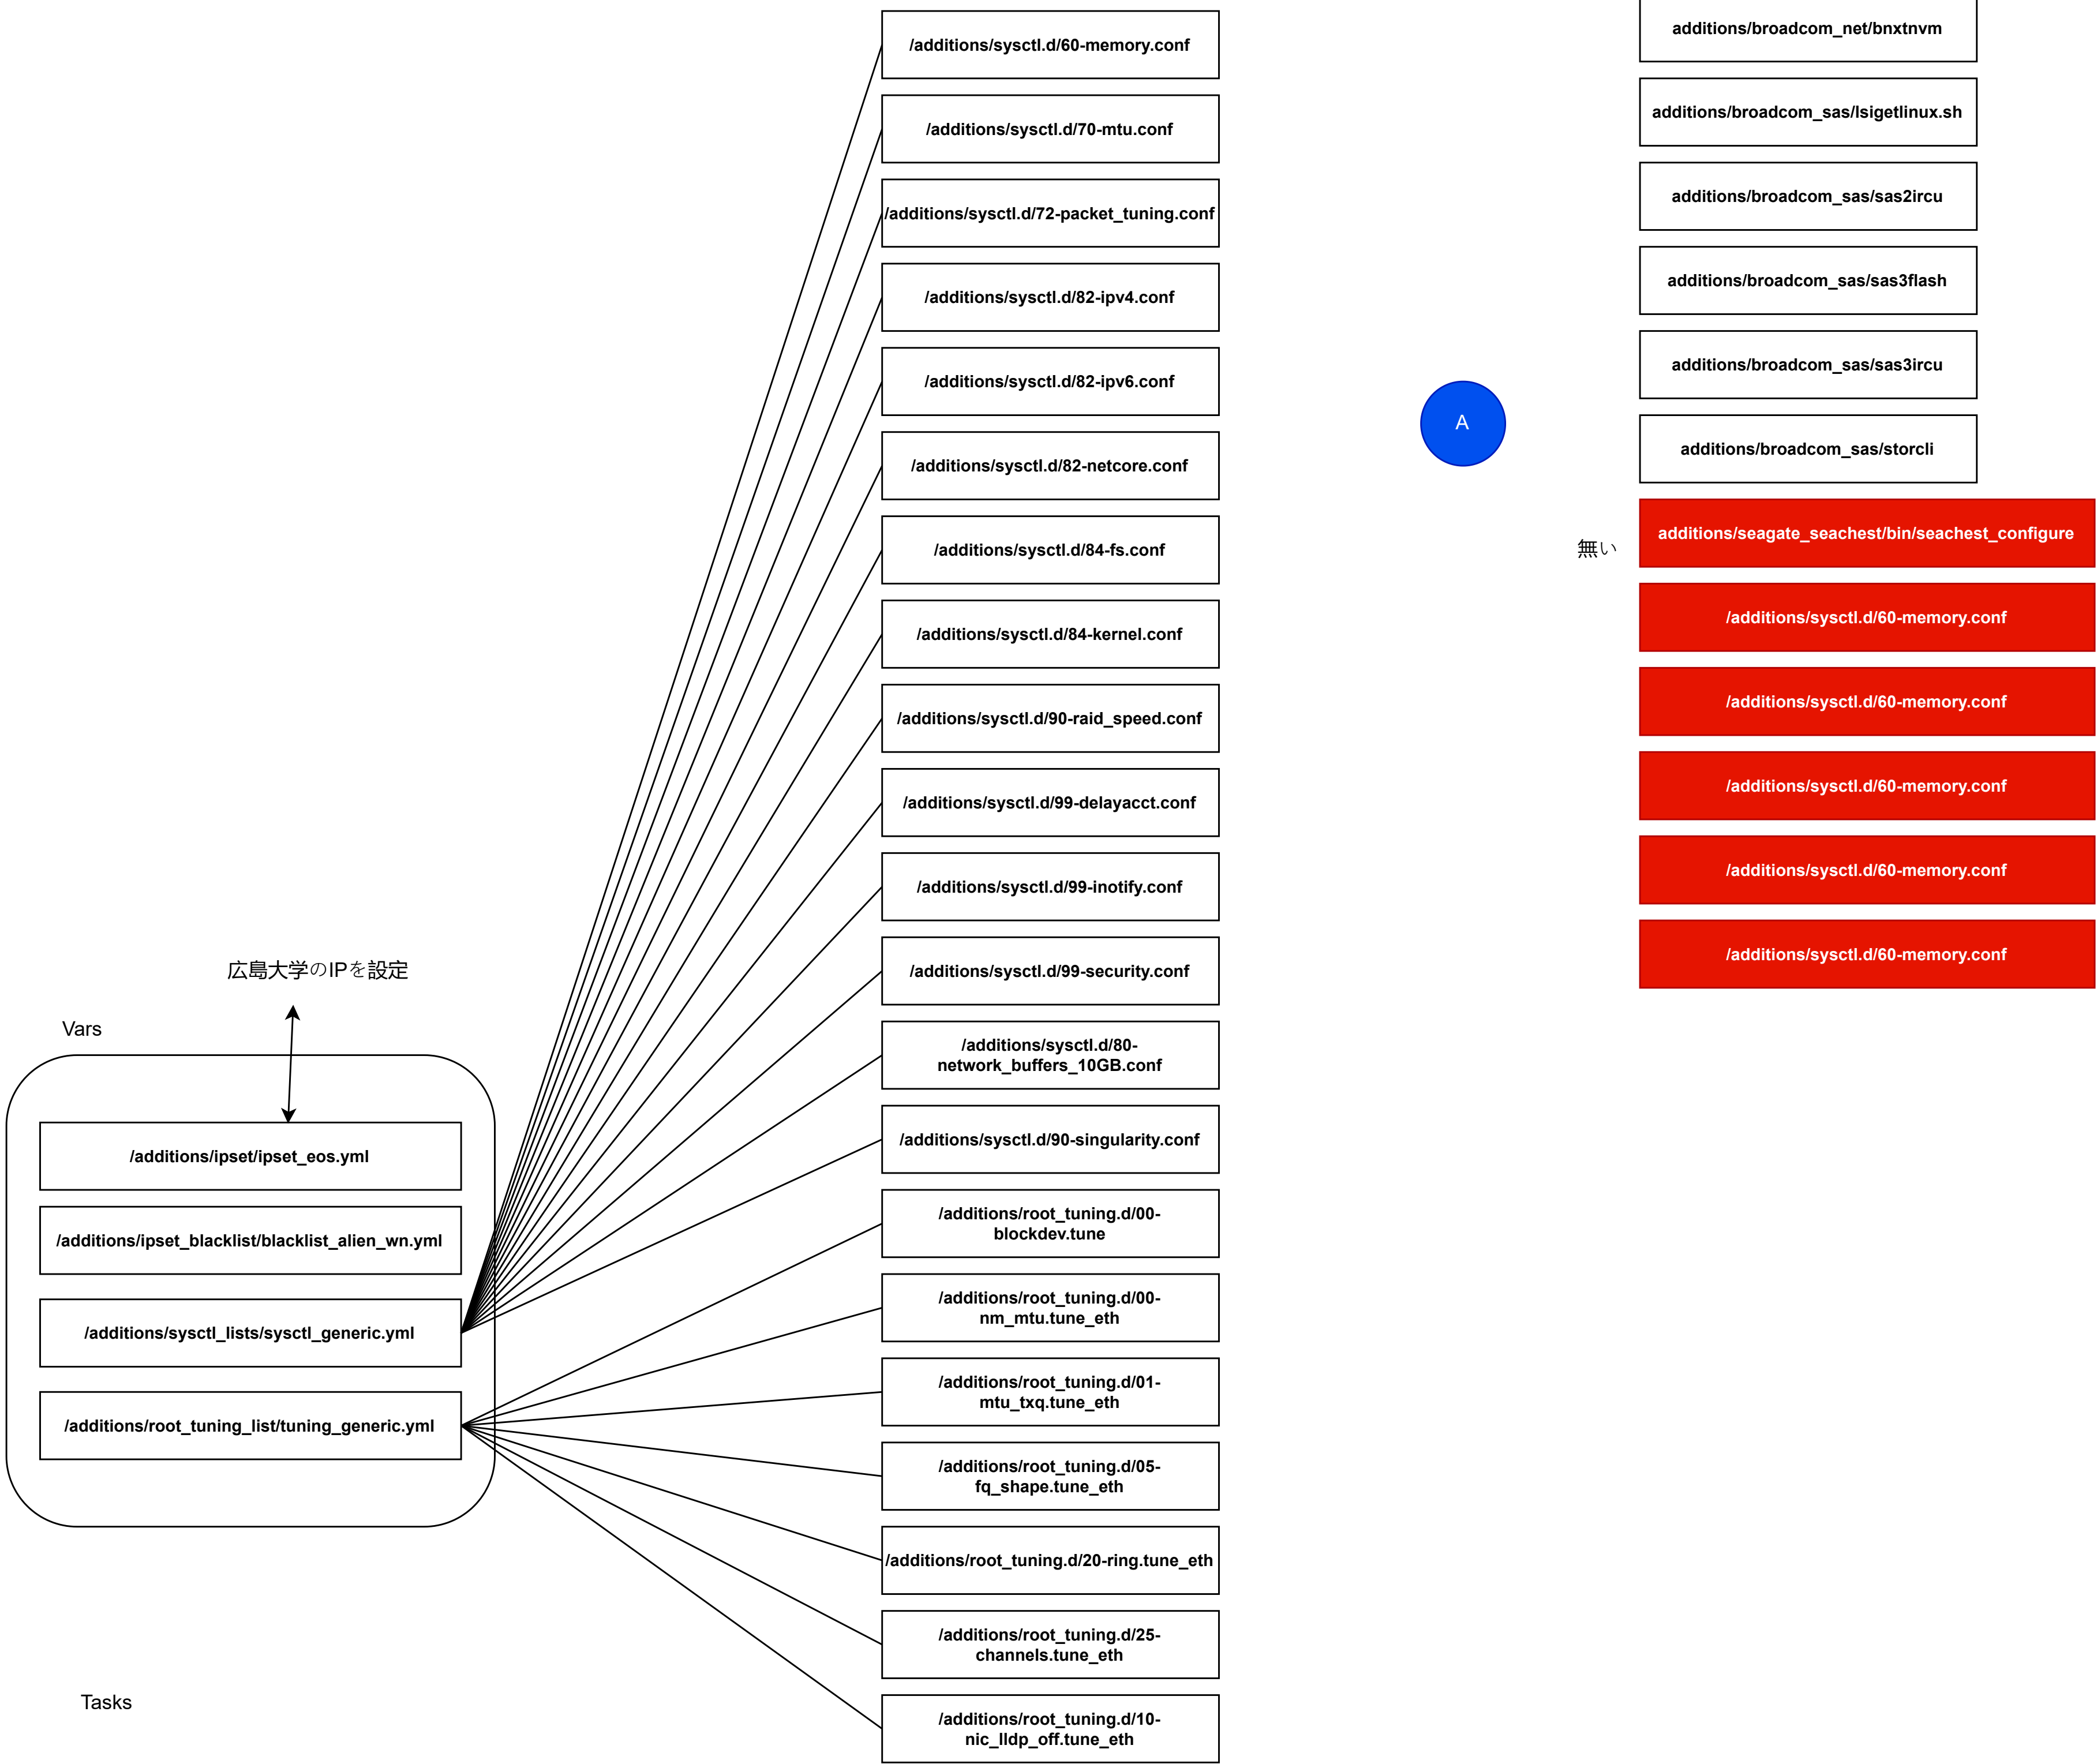 /additions/sysctl.d/60-memory.conf
/additions/sysctl.d/70-mtu.conf
/additions/sysctl.d/72-packet_tuning.conf
/additions/sysctl.d/82-ipv4.conf
/additions/sysctl.d/82-ipv6.conf
/additions/sysctl.d/82-netcore.conf
/additions/sysctl.d/84-fs.conf
/additions/sysctl.d/84-kernel.conf
/additions/sysctl.d/90-raid_speed.conf
/additions/sysctl.d/99-delayacct.conf
/additions/sysctl.d/99-inotify.conf
/additions/sysctl.d/99-security.conf
/additions/sysctl.d/80-
network_buffers_10GB.conf
/additions/sysctl.d/90-singularity.conf
/additions/root_tuning.d/00-
blockdev.tune
/additions/root_tuning.d/00-
nm_mtu.tune_eth
/additions/root_tuning.d/01-
mtu_txq.tune_eth
/additions/root_tuning.d/05-
fq_shape.tune_eth
/additions/root_tuning.d/20-ring.tune_eth
/additions/root_tuning.d/25-
channels.tune_eth
/additions/root_tuning.d/10-
nic_lldp_off.tune_eth
広島大学のIPを設定
Vars
/additions/ipset/ipset_eos.yml
/additions/ipset_blacklist/blacklist_alien_wn.yml
/additions/sysctl_lists/sysctl_generic.yml
/additions/root_tuning_list/tuning_generic.yml
Tasks
A
無い
additions/broadcom_net/bnxtnvm
additions/broadcom_sas/lsigetlinux.sh
additions/broadcom_sas/sas2ircu
additions/broadcom_sas/sas3flash
additions/broadcom_sas/sas3ircu
additions/broadcom_sas/storcli
additions/seagate_seachest/bin/seachest_configure
/additions/sysctl.d/60-memory.conf
/additions/sysctl.d/60-memory.conf
/additions/sysctl.d/60-memory.conf
/additions/sysctl.d/60-memory.conf
/additions/sysctl.d/60-memory.conf